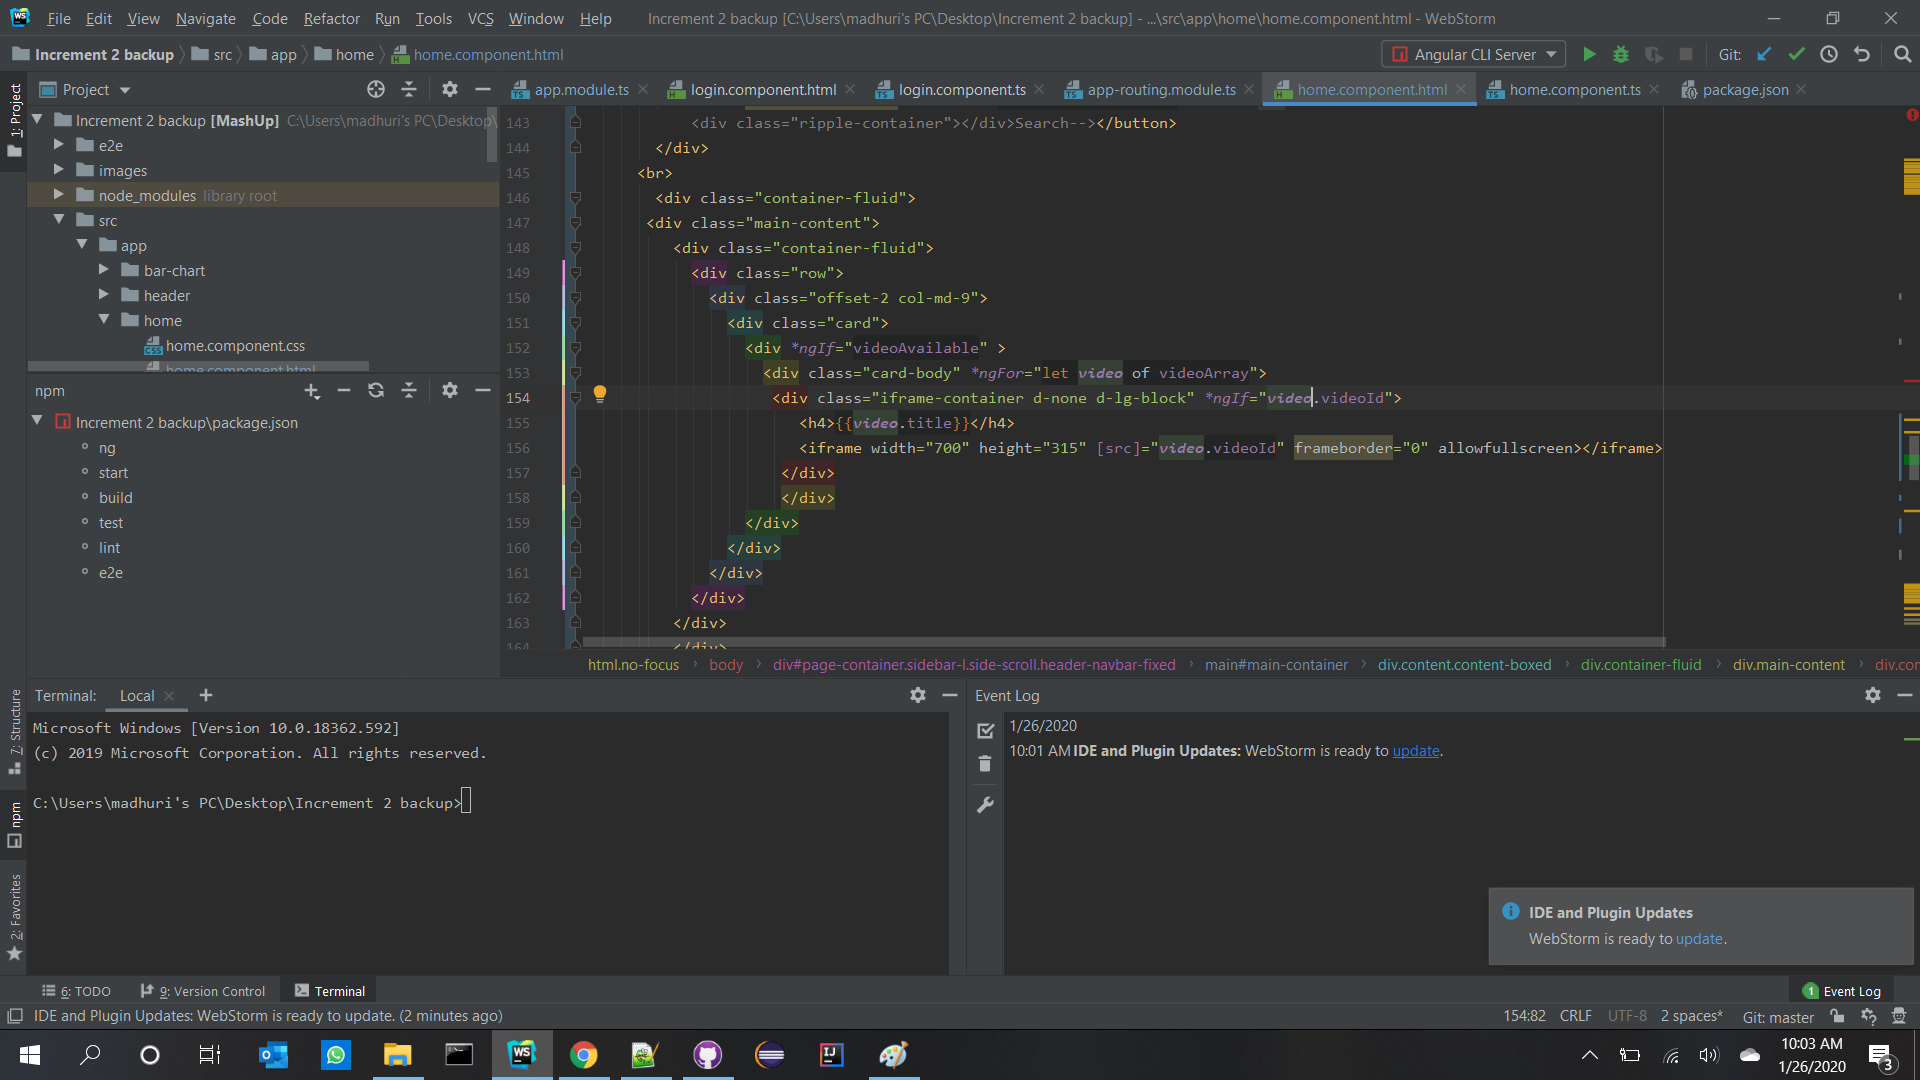 File Edit View Navigate Code Refactor Run Tools VCS Window Help Increment 2 backup [C:\Users\madhuri's PC\Desktop\Increment 2 backup] - ...\src\app\home\home.component.html - WebStorm
Increment 2 backup src app home home.component.html Angular CLI Server Git:
1: Project
Project
app.module.ts login.component.html login.component.ts app-routing.module.ts home.component.html home.component.ts package.json
Increment 2 backup [MashUp] C:\Users\madhuri's PC\Desktop\
e2e
images
node_modules library root
src
app
bar-chart
header
home
home.component.css
home.component.html
143 <div class="ripple-container"></div>Search--></button>
144 </div>
145 <br>
146 <div class="container-fluid">
147 <div class="main-content">
148 <div class="container-fluid">
149 <div class="row">
150 <div class="offset-2 col-md-9">
151 <div class="card">
152 <div *ngIf="videoAvailable" >
153 <div class="card-body" *ngFor="let video of videoArray">
154 <div class="iframe-container d-none d-lg-block" *ngIf="video.videoId">
155 <h4>{{video.title}}</h4>
156 <iframe width="700" height="315" [src]="video.videoId" frameborder="0" allowfullscreen></iframe>
157 </div>
158 </div>
159 </div>
160 </div>
161 </div>
162 </div>
163 </div>
164 </div>
html.no-focus body div#page-container.sidebar-l.side-scroll.header-navbar-fixed main#main-container div.content.content-boxed div.container-fluid div.main-content div.con
npm
Increment 2 backup\package.json
ng
start
build
test
lint
e2e
7: Structure
npm
2: Favorites
Terminal: Local
Microsoft Windows [Version 10.0.18362.592]
(c) 2019 Microsoft Corporation. All rights reserved.
C:\Users\madhuri's PC\Desktop\Increment 2 backup>
Event Log
1/26/2020
10:01 AM IDE and Plugin Updates: WebStorm is ready to update.
IDE and Plugin Updates
WebStorm is ready to update.
6: TODO 9: Version Control Terminal 1 Event Log
IDE and Plugin Updates: WebStorm is ready to update. (2 minutes ago) 154:82 CRLF UTF-8 2 spaces* Git: master
WS
10:03 AM
1/26/2020
3